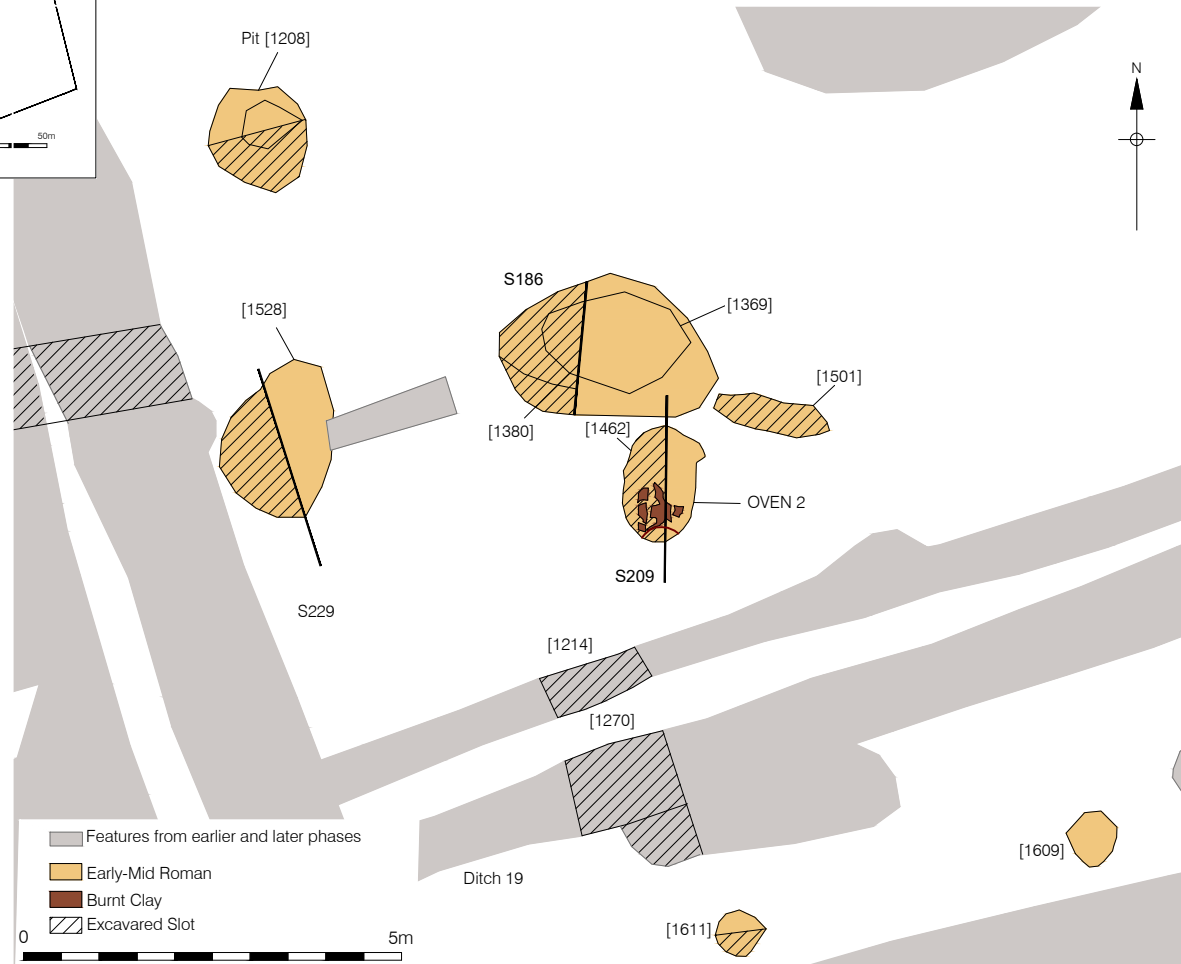 Pit [1208]
N
50m
S186
[1369]
[1528]
[1501]
[1380]
[1462]
OVEN 2
S209
S229
[1214]
[1270]
Features from earlier and later phases
Early-Mid Roman
Burnt Clay
Excavared Slot
0
5m
Ditch 19
[1609]
[1611]